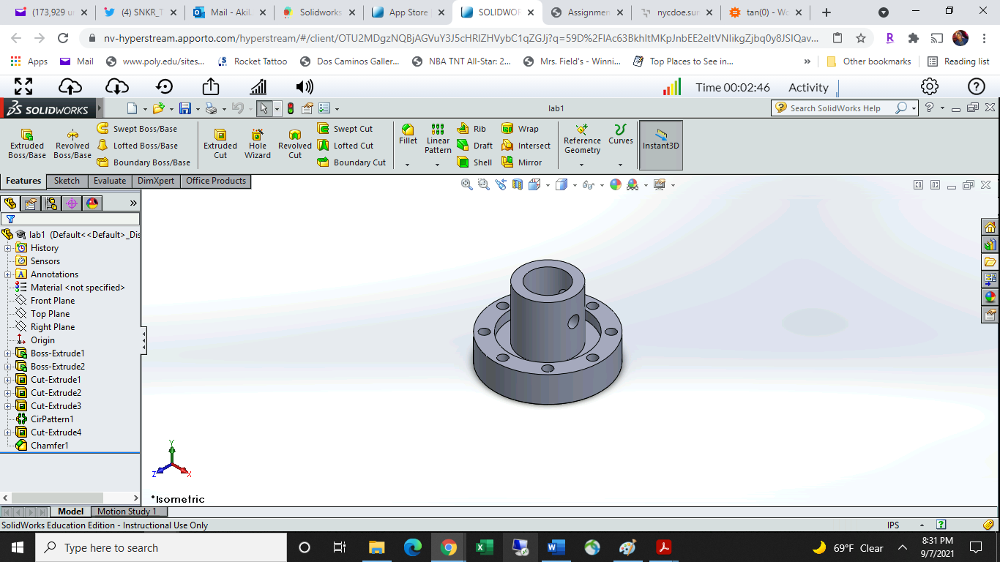 (173,929 u
(4) SNKR_T
Mail - Akil.
Solidworks
App Store
SOLIDWOR
Assignmen
nycdoe.sur
tan(0) - Wo
nv-hyperstream.apporto.com/hyperstream/#/client/OTU2MDgzNQBjAGVuY3J5cHRlZHVybC1qZGJj?q=59D%2FIAc63BkhItMKpJnbEE2eItVNIikgZjbq0y8JSIQav...
Apps
Mail
www.poly.edu/sites...
Rocket Tattoo
Dos Caminos Galler...
NBA TNT All-Star: 2...
Mrs. Field's - Winni...
Top Places to See in...
»
Other bookmarks
Reading list
Time 00:02:46
Activity
SOLIDWORKS
lab1
Search SolidWorks Help
Extruded Boss/Base
Revolved Boss/Base
Swept Boss/Base
Lofted Boss/Base
Boundary Boss/Base
Extruded Cut
Hole Wizard
Revolved Cut
Swept Cut
Lofted Cut
Boundary Cut
Fillet
Linear Pattern
Rib
Draft
Shell
Wrap
Intersect
Mirror
Reference Geometry
Curves
Instant3D
Features
Sketch
Evaluate
DimXpert
Office Products
lab1 (Default<<Default>_Dis
History
Sensors
Annotations
Material <not specified>
Front Plane
Top Plane
Right Plane
Origin
Boss-Extrude1
Boss-Extrude2
Cut-Extrude1
Cut-Extrude2
Cut-Extrude3
CirPattern1
Cut-Extrude4
Chamfer1
Y
Z
X
*Isometric
Model
Motion Study 1
SolidWorks Education Edition - Instructional Use Only
IPS
Type here to search
69°F Clear
8:31 PM
9/7/2021